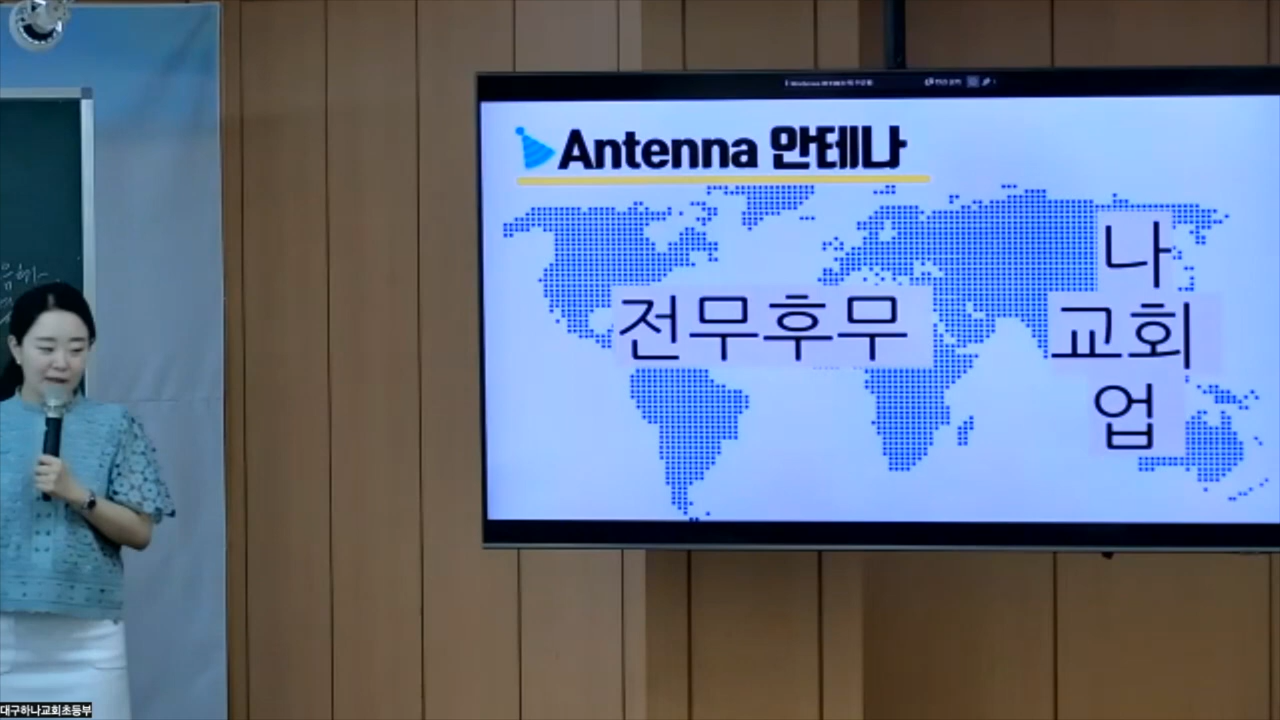 Antenna 안테나
나
전무후무
교회
업
대구하나교회초등부